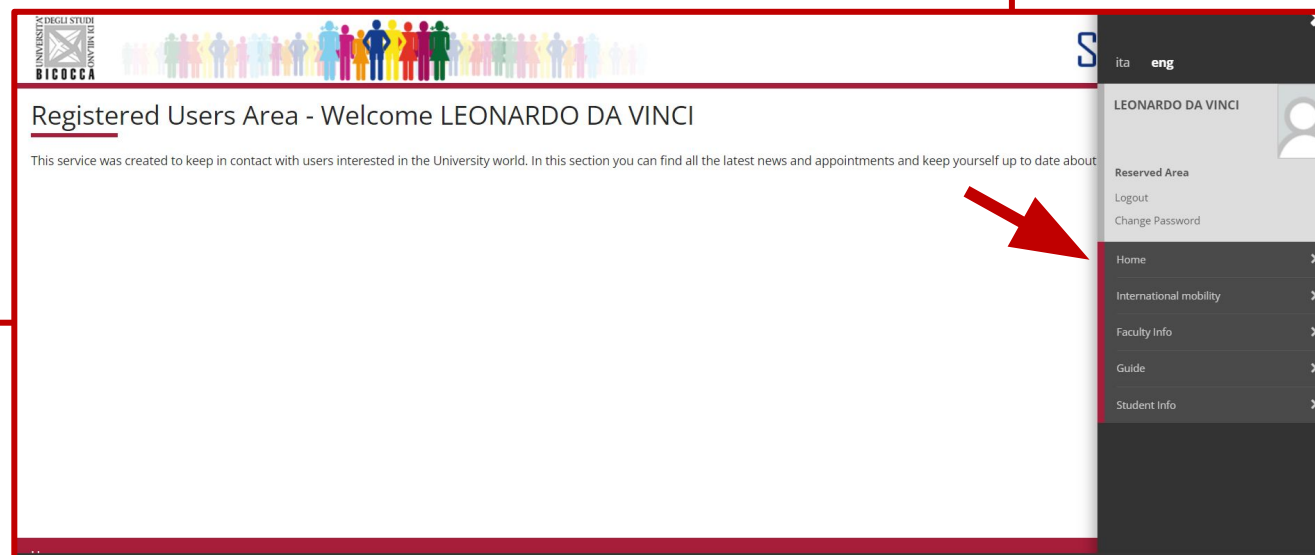 UNIVERSITÀ DEGLI STUDI DI MILANO
BICOCCA
S
ita eng
Registered Users Area - Welcome LEONARDO DA VINCI
This service was created to keep in contact with users interested in the University world. In this section you can find all the latest news and appointments and keep yourself up to date about
LEONARDO DA VINCI
Reserved Area
Logout
Change Password
Home
International mobility
Faculty Info
Guide
Student Info